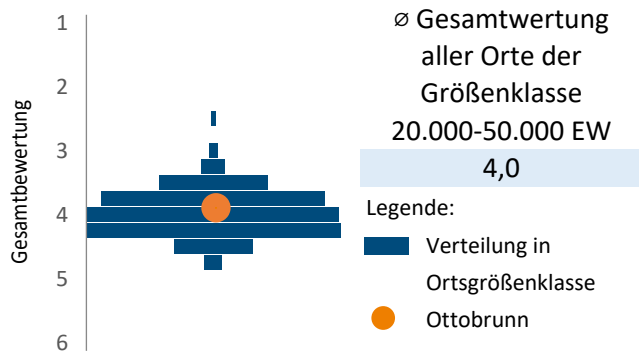 Gesamtbewertung
1
2
3
4
5
6
⌀ Gesamtwertung
aller Orte der
Größenklasse
20.000-50.000 EW
4,0
Legende:
Verteilung in
Ortsgrößenklasse
Ottobrunn